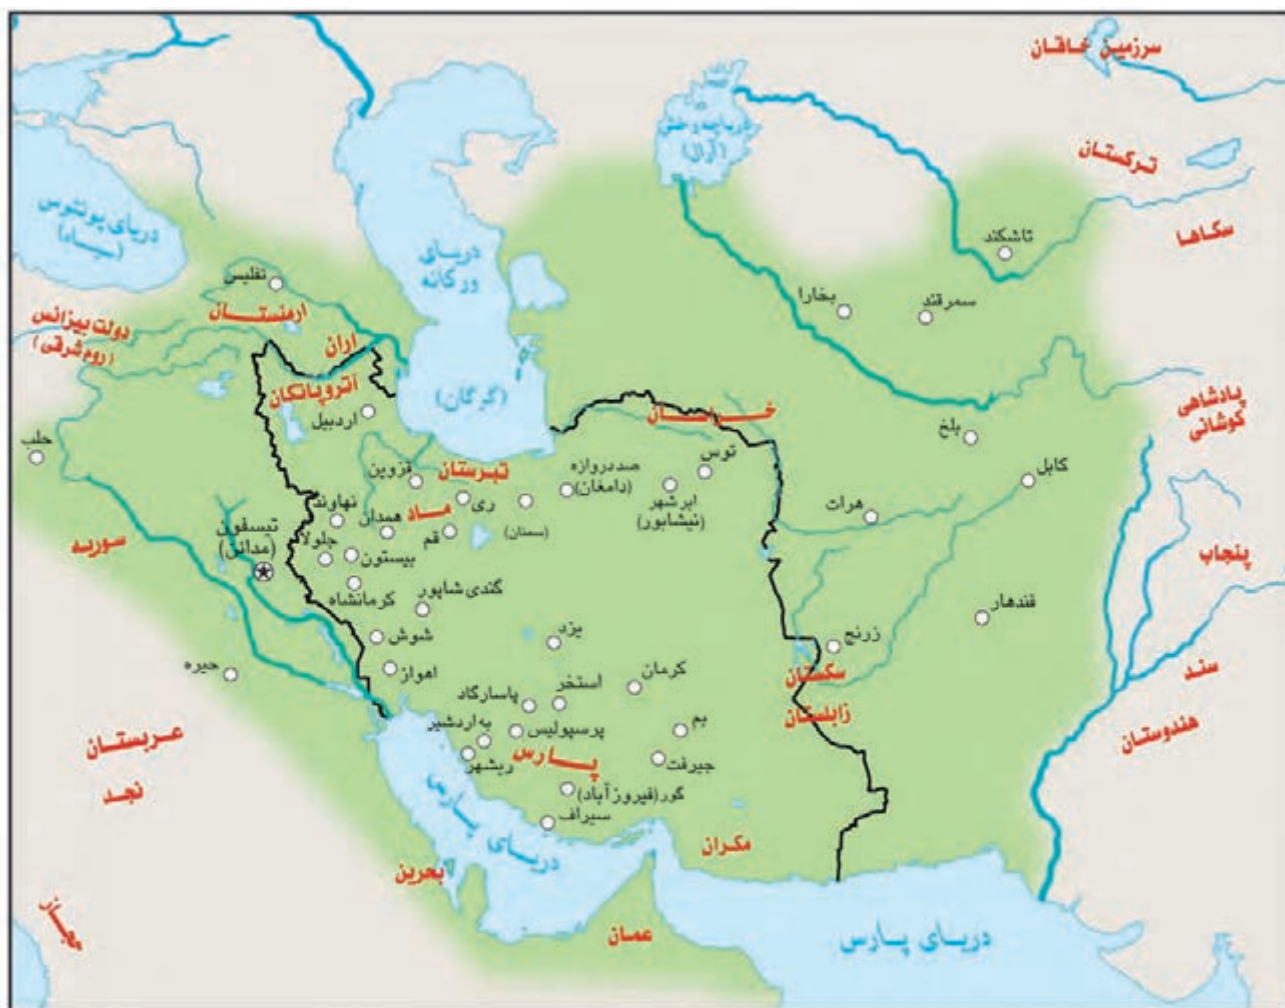 سرزمین خاقان
دریاچه وخش
(آرال)
ترکستان
سکاها
دریای پونتوس
(سیاه)
دریای
ورکانه
(گرگان)
تاشکند
تفلیس
بخارا
سمرقند
ارمنستان
دولت بیزانس
(روم شرقی)
اران
آتروپاتکان
اردبیل
خراسان
پادشاهی
کوشانی
بلخ
حلب
تبرستان
قزوین
صددروازه
(دامغان)
توس
ابرشهر
(نیشابور)
کابل
هرات
ری
(سمنان)
ماد
همدان
قم
نهاوند
تیسفون
(مدائن)
جلولا
بیستون
سوریه
پنجاب
کرمانشاه
گندی شاپور
قندهار
زرنج
شوش
یزد
اهواز
حیره
سکستان
سند
کرمان
استخر
پاسارگاد
زابلستان
هندوستان
به اردشیر
پرسپولیس
بم
عربستان
ریشهر
پارس
جیرفت
نجد
گور(فیروزآباد)
سیراف
دریای پارس
مکران
بحرین
حجاز
عمان
دریای پارس